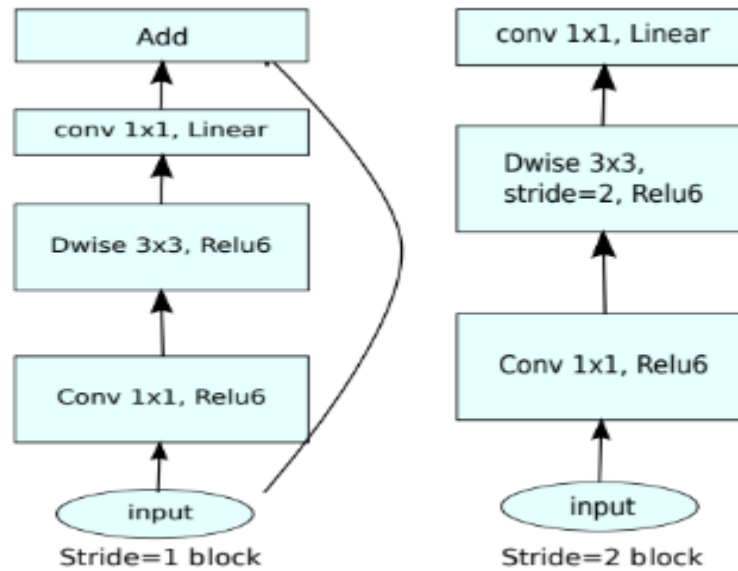 Add
conv 1x1, Linear
Dwise 3x3, Relu6
Conv 1x1, Relu6
input
Stride=1 block
conv 1x1, Linear
Dwise 3x3,
stride=2, Relu6
Conv 1x1, Relu6
input
Stride=2 block